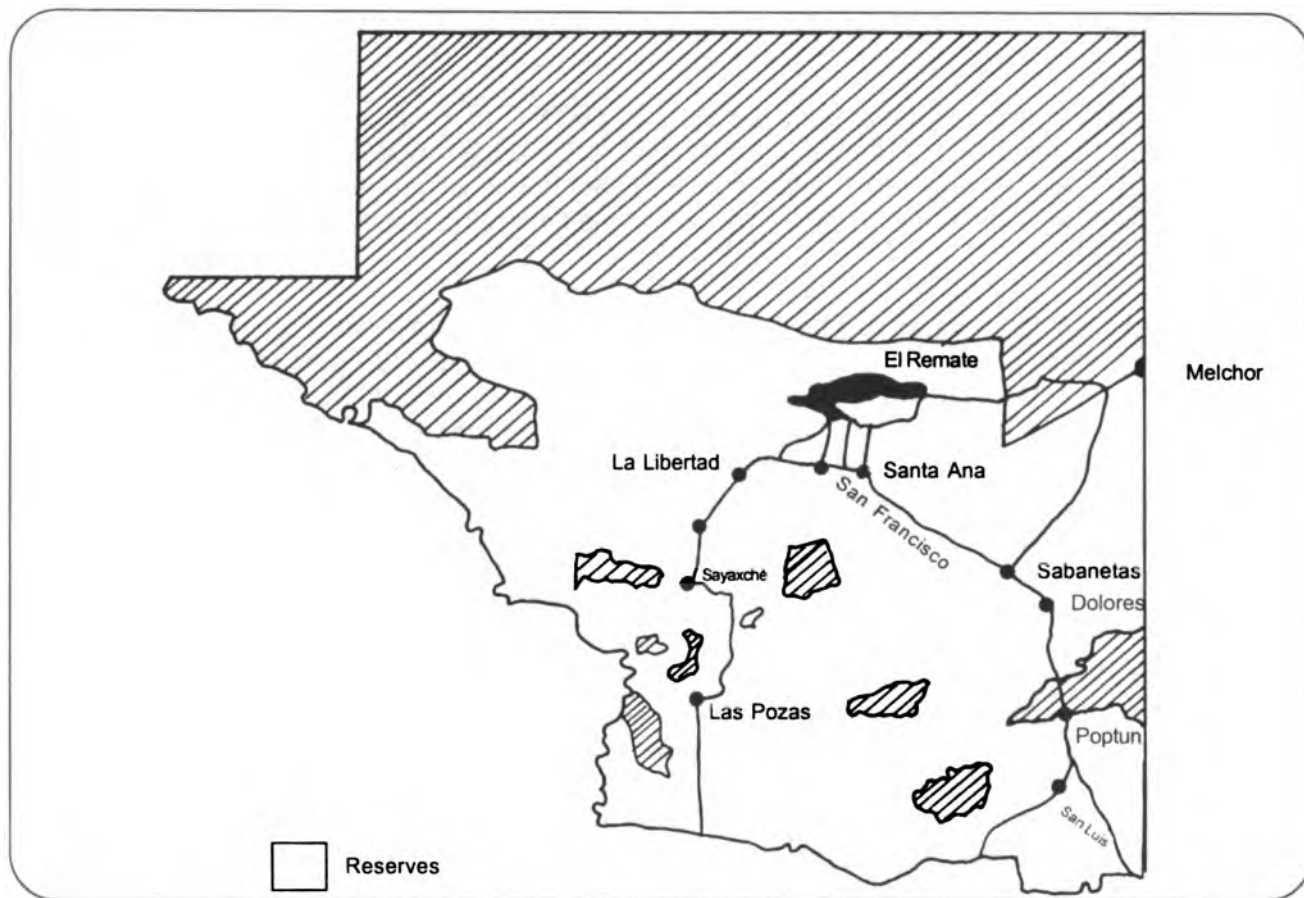 El Remate
Melchor
La Libertad
Santa Ana
San Francisco
Sayaxché
Sabanetas
Dolores
Las Pozas
Poptun
San Luis
Reserves